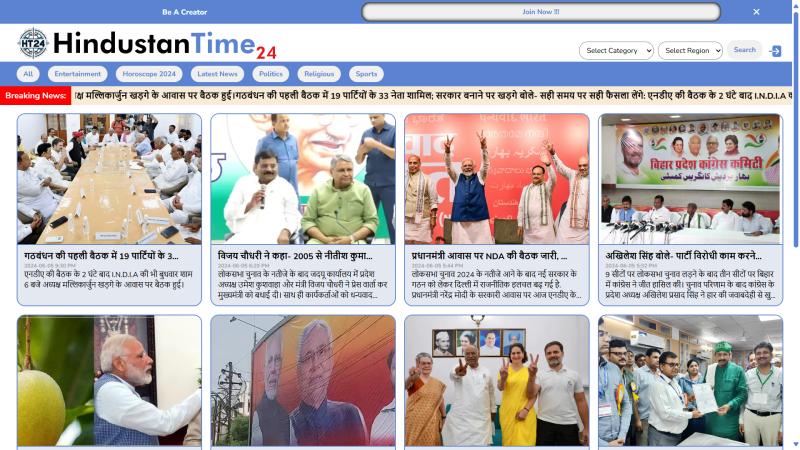 Be A Creator
Join Now !!!
HT24
HindustanTime24
Select Category
Select Region
Search
All
Entertainment
Horoscope 2024
Latest News
Politics
Religious
Sports
Breaking News:
मल्लिकार्जुन खड़गे के आवास पर बैठक हुई।गठबंधन की पहली बैठक में 19 पार्टियों के 33 नेता शामिल; सरकार बनाने पर खड़गे बोले- सही समय पर सही फैसला लेंगे; एनडीए की बैठक के 2 घंटे बाद I.N.D.I.A
गठबंधन की पहली बैठक में 19 पार्टियों के 3...
2024-06-05 9:30 PM
एनडीए की बैठक के 2 घंटे बाद I.N.D.I.A की भी बुधवार शाम
6 बजे अध्यक्ष मल्लिकार्जुन खड़गे के आवास पर बैठक हुई।
विजय चौधरी ने कहा- 2005 से नीतीश कुमा...
2024-06-05 6:29 PM
लोकसभा चुनाव के नतीजे के बाद जदयू कार्यालय में प्रदेश
अध्यक्ष उमेश कुशवाहा और मंत्री विजय चौधरी ने प्रेस वार्ता कर
मुख्यमंत्री को बधाई दी। साथ ही कार्यकर्ताओं को धन्यवाद...
प्रधानमंत्री आवास पर NDA की बैठक जारी, ...
2024-06-05 5:44 PM
लोकसभा चुनाव 2024 के नतीजे आने के बाद नई सरकार के
गठन को लेकर दिल्ली में राजनीतिक हलचल बढ़ गई है.
प्रधानमंत्री नरेंद्र मोदी के सरकारी आवास पर आज एनडीए के...
बिहार प्रदेश कांग्रेस कमिटी
अखिलेश सिंह बोले- पार्टी विरोधी काम करने...
2024-06-05 5:32 PM
9 सीटों पर लोकसभा चुनाव लड़ने के बाद तीन सीटों पर बिहार
में कांग्रेस ने जीत हासिल की। चुनाव परिणाम के बाद कांग्रेस के
प्रदेश अध्यक्ष अखिलेश प्रसाद सिंह ने हार की जवाबदेही से खु...